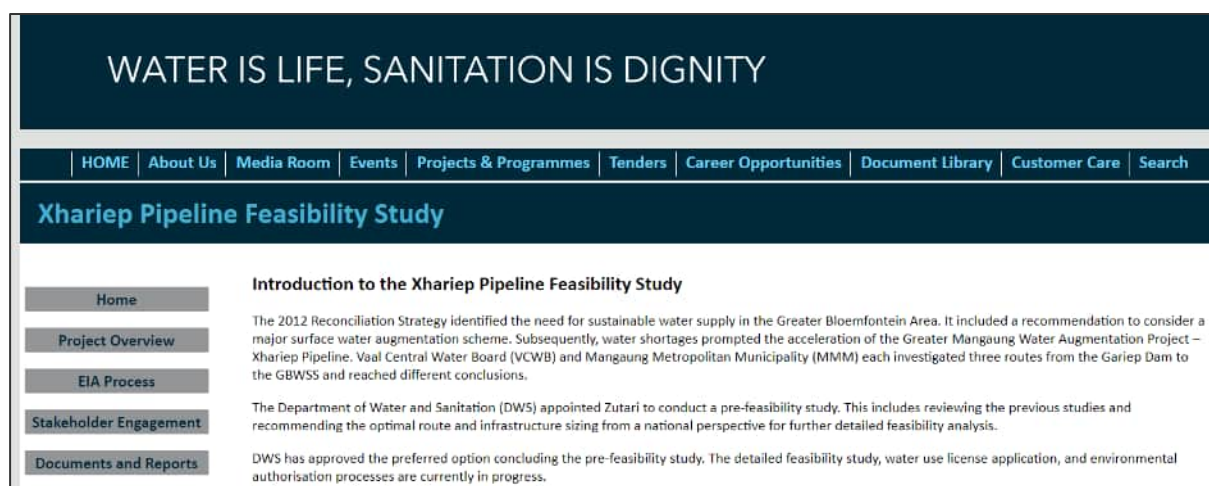 WATER IS LIFE, SANITATION IS DIGNITY
HOME | About Us | Media Room | Events | Projects & Programmes | Tenders | Career Opportunities | Document Library | Customer Care | Search
Xhariep Pipeline Feasibility Study
Home
Project Overview
EIA Process
Stakeholder Engagement
Documents and Reports
Introduction to the Xhariep Pipeline Feasibility Study
The 2012 Reconciliation Strategy identified the need for sustainable water supply in the Greater Bloemfontein Area. It included a recommendation to consider a
major surface water augmentation scheme. Subsequently, water shortages prompted the acceleration of the Greater Mangaung Water Augmentation Project –
Xhariep Pipeline. Vaal Central Water Board (VCWB) and Mangaung Metropolitan Municipality (MMM) each investigated three routes from the Gariep Dam to
the GBWSS and reached different conclusions.
The Department of Water and Sanitation (DWS) appointed Zutari to conduct a pre-feasibility study. This includes reviewing the previous studies and
recommending the optimal route and infrastructure sizing from a national perspective for further detailed feasibility analysis.
DWS has approved the preferred option concluding the pre-feasibility study. The detailed feasibility study, water use license application, and environmental
authorisation processes are currently in progress.